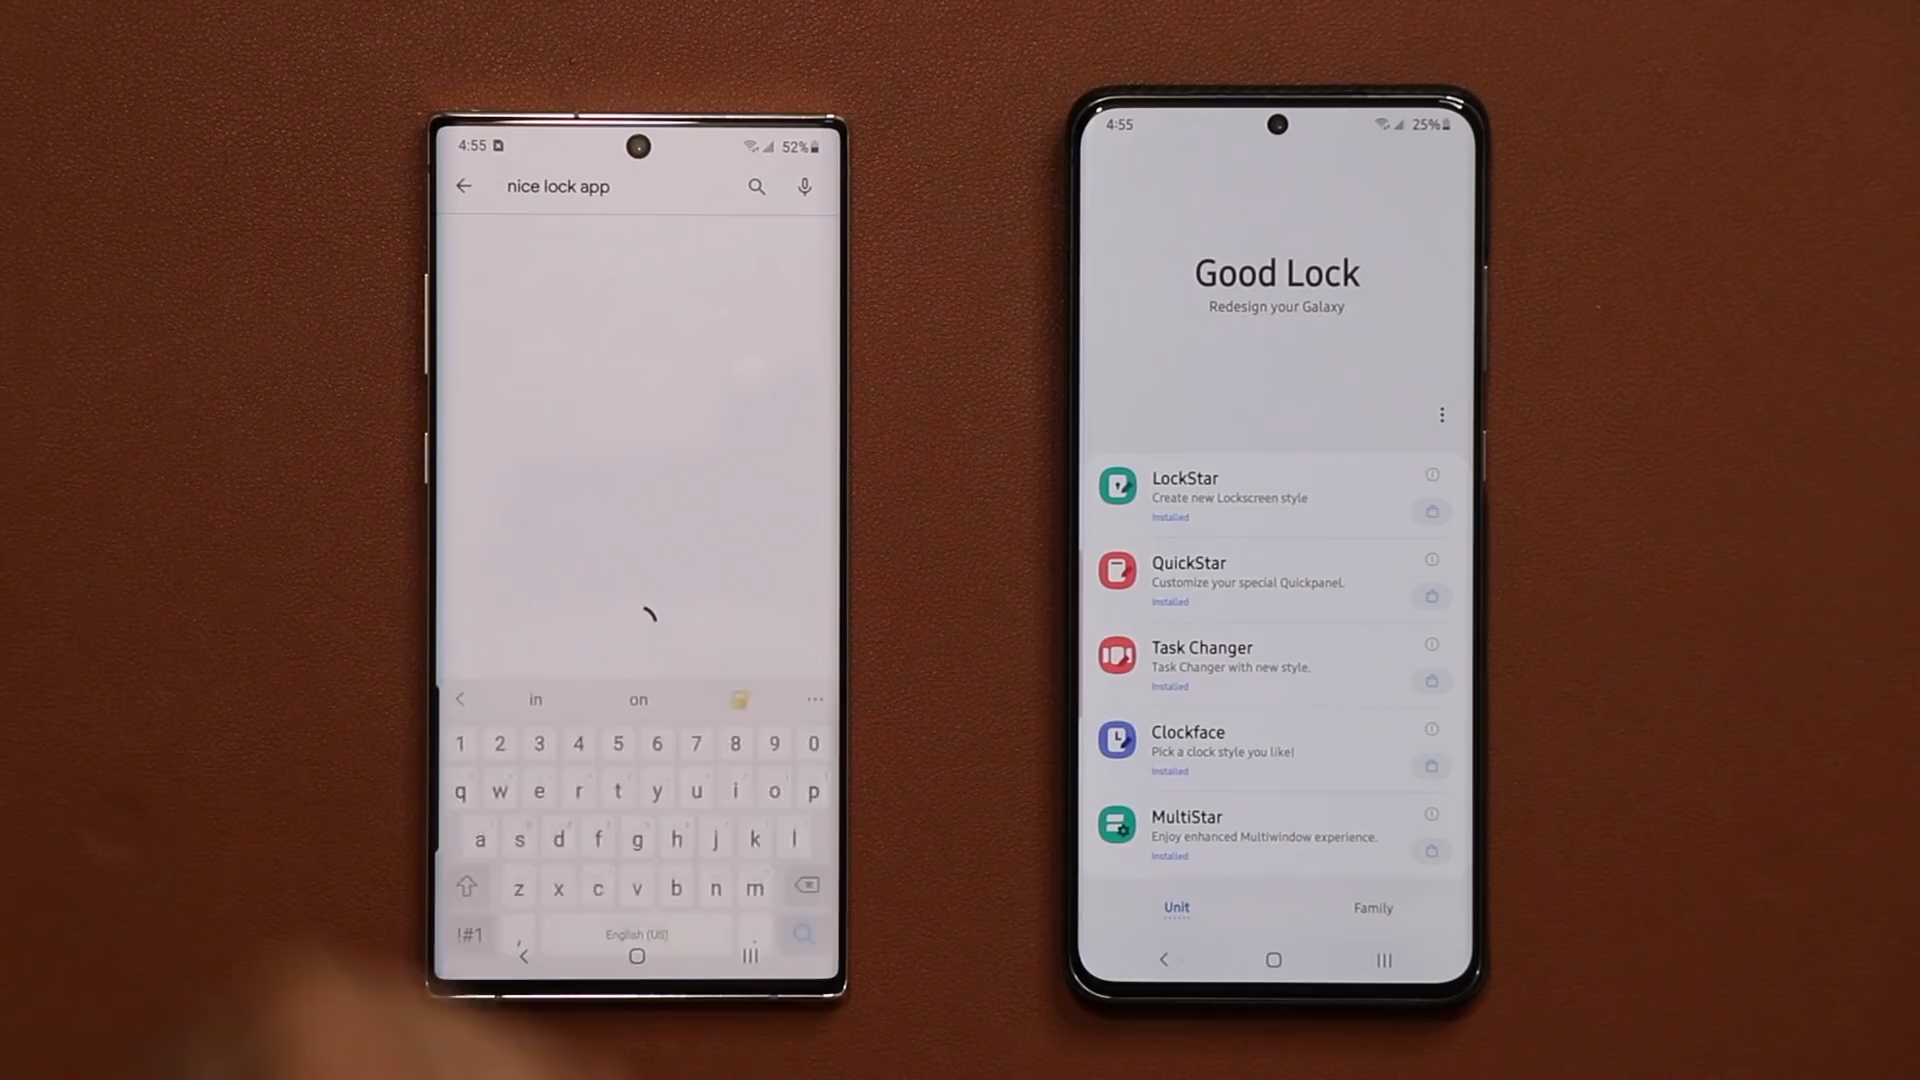 4:55
52%
nice lock app
in
on
1 2 3 4 5 6 7 8 9 0
q w e r t y u i o p
a s d f g h j k l
z x c v b n m
!#1 , English (US) .
4:55
25%
Good Lock
Redesign your Galaxy
LockStar
Create new Lockscreen style
Installed
QuickStar
Customize your special Quickpanel.
Installed
Task Changer
Task Changer with new style.
Installed
Clockface
Pick a clock style you like!
Installed
MultiStar
Enjoy enhanced Multiwindow experience.
Installed
Unit
Family